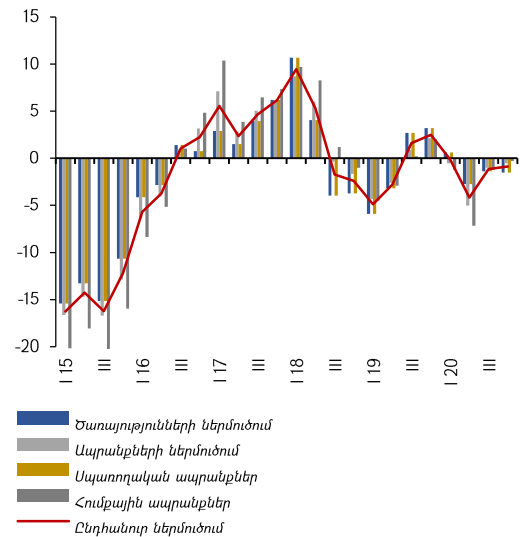 15
10
5
0
-5
-10
-15
-20
I 15
III
I 16
III
I 17
III
I 18
III
I 19
III
I 20
III
Ծառայությունների ներմուծում
Ապրանքների ներմուծում
Սպառողական ապրանքներ
Հումքային ապրանքներ
Ընդհանուր ներմուծում